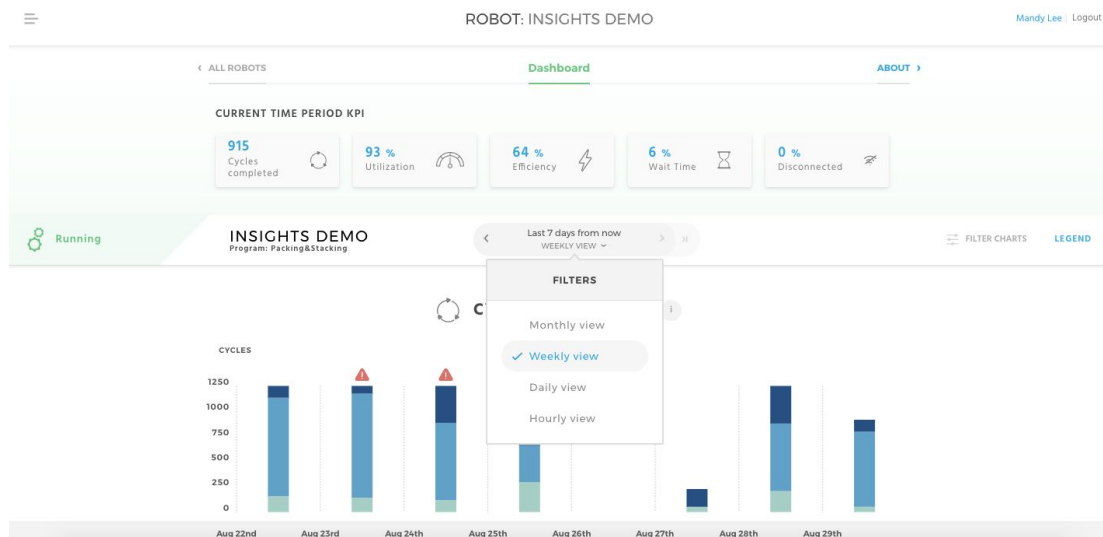 ROBOT: INSIGHTS DEMO
Mandy Lee | Logout
‹ ALL ROBOTS
Dashboard
ABOUT ›
CURRENT TIME PERIOD KPI
915
Cycles
completed
93 %
Utilization
64 %
Efficiency
6 %
Wait Time
0 %
Disconnected
Running
INSIGHTS DEMO
Program: Packing&Stacking
Last 7 days from now
WEEKLY VIEW
FILTER CHARTS
LEGEND
FILTERS
Monthly view
Weekly view
Daily view
Hourly view
C
i
CYCLES
1250
1000
750
500
250
0
Aug 22nd Aug 23rd Aug 24th Aug 25th Aug 26th Aug 27th Aug 28th Aug 29th